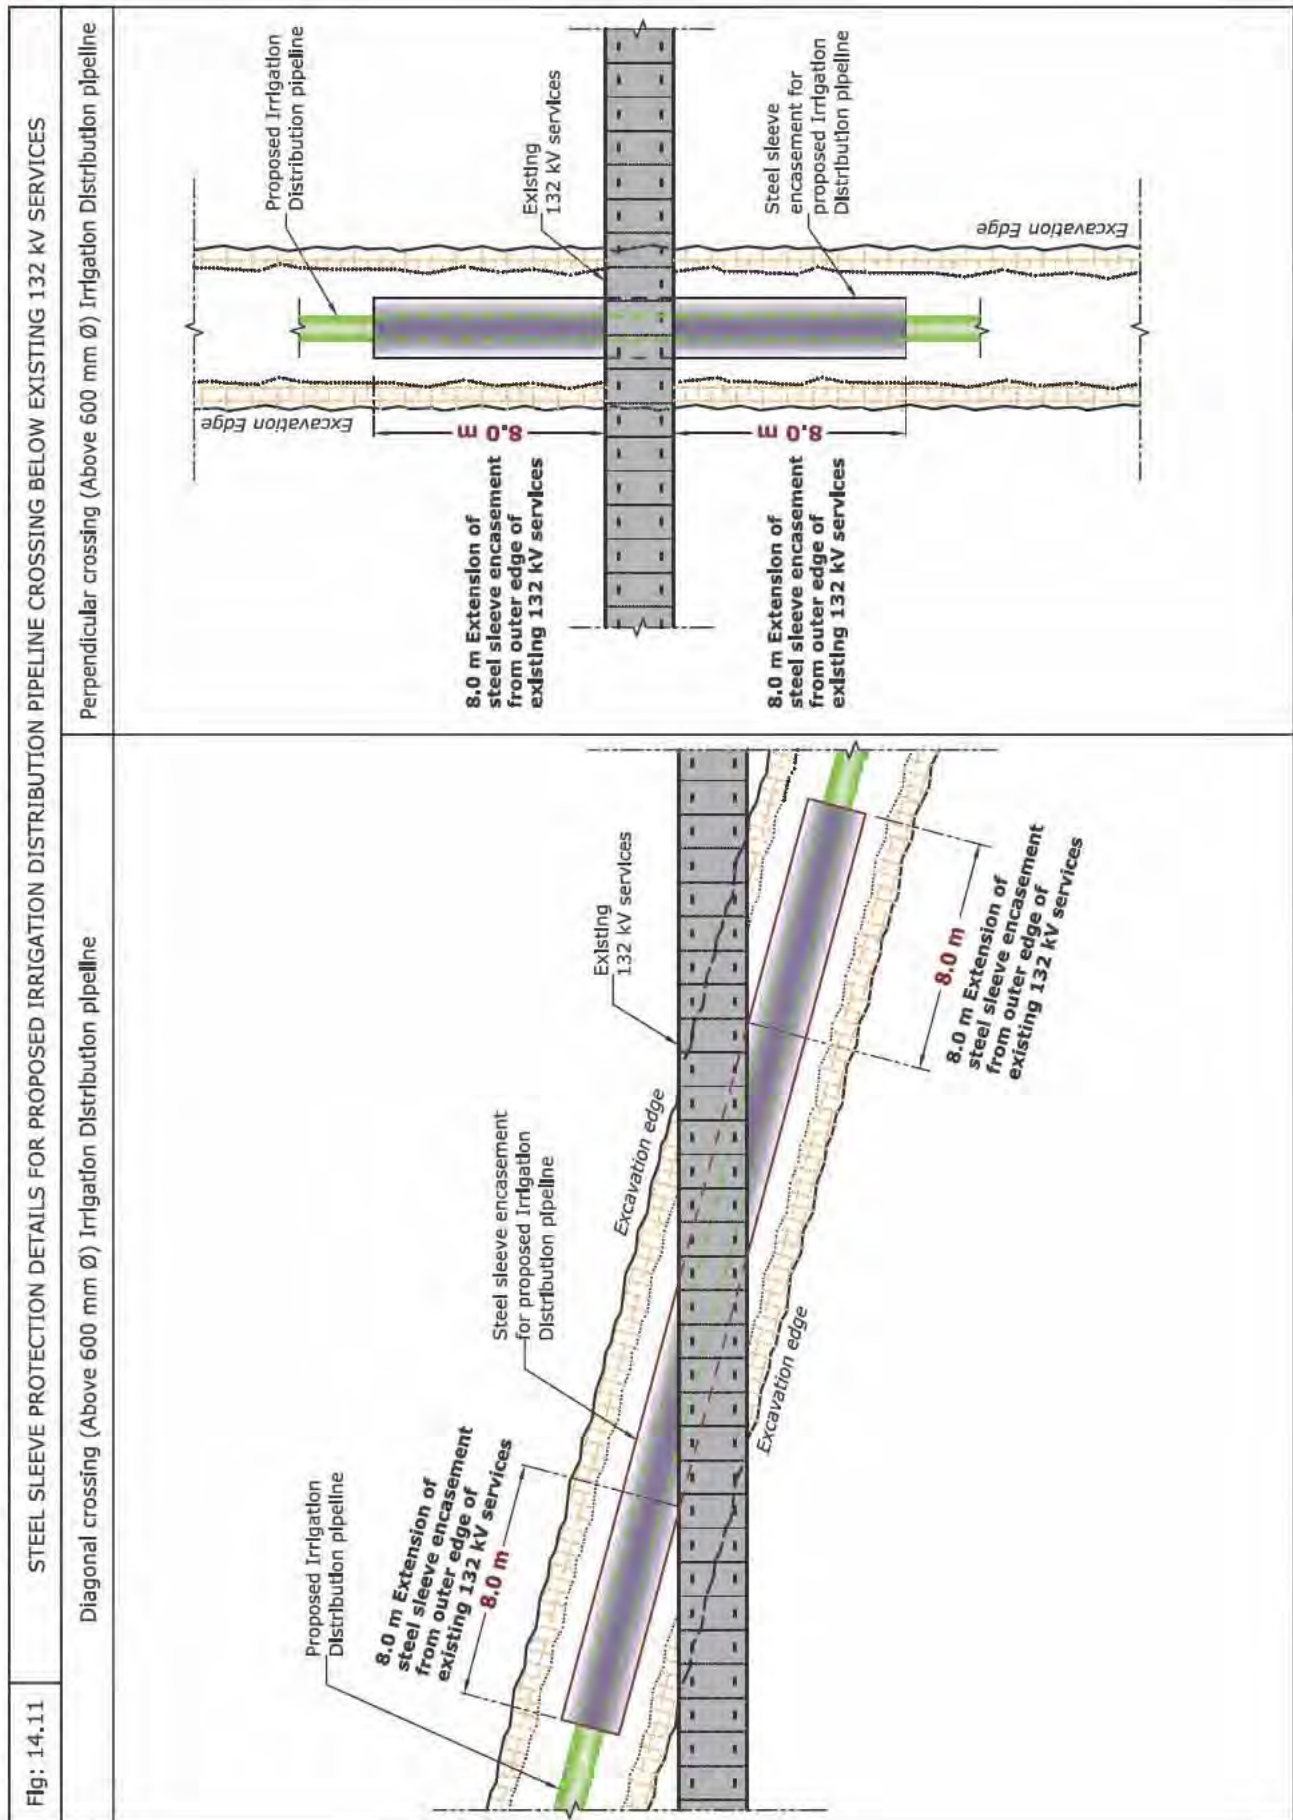 Fig: 14.11
STEEL SLEEVE PROTECTION DETAILS FOR PROPOSED IRRIGATION DISTRIBUTION PIPELINE CROSSING BELOW EXISTING 132 kV SERVICES
Diagonal crossing (Above 600 mm Ø) Irrigation Distribution pipeline
Perpendicular crossing (Above 600 mm Ø) Irrigation Distribution pipeline
Proposed Irrigation
Distribution pipeline
8.0 m Extension of
steel sleeve encasement
from outer edge of
existing 132 kV services
8.0 m
Steel sleeve encasement
for proposed Irrigation
Distribution pipeline
Excavation edge
Existing
132 kV services
Excavation edge
8.0 m
8.0 m Extension of
steel sleeve encasement
from outer edge of
existing 132 kV services
Proposed Irrigation
Distribution pipeline
Excavation Edge
8.0 m
8.0 m Extension of
steel sleeve encasement
from outer edge of
existing 132 kV services
Existing
132 kV services
8.0 m
8.0 m Extension of
steel sleeve encasement
from outer edge of
existing 132 kV services
Steel sleeve
encasement for
proposed Irrigation
Distribution pipeline
Excavation Edge